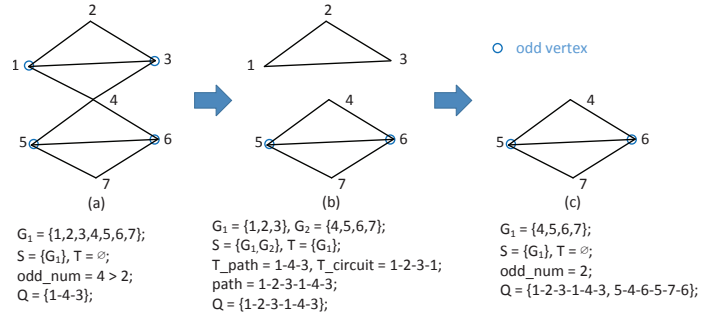 2
2
1
3
1
3
odd vertex
4
4
4
5
6
5
6
5
6
7
7
7
(a)
(b)
(c)
G₁ = {1,2,3,4,5,6,7};
S = {G₁}, T = ∅;
odd_num = 4 > 2;
Q = {1-4-3};
G₁ = {1,2,3}, G₂ = {4,5,6,7};
S = {G₁,G₂}, T = {G₁};
T_path = 1-4-3, T_circuit = 1-2-3-1;
path = 1-2-3-1-4-3;
Q = {1-2-3-1-4-3};
G₁ = {4,5,6,7};
S = {G₁}, T = ∅;
odd_num = 2;
Q = {1-2-3-1-4-3, 5-4-6-5-7-6};